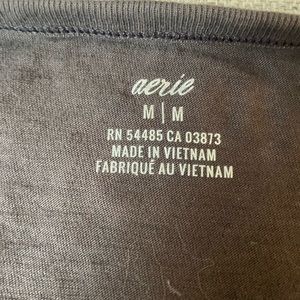 aerie
M | M
RN 54485 CA 03873
MADE IN VIETNAM
FABRIQUÉ AU VIETNAM